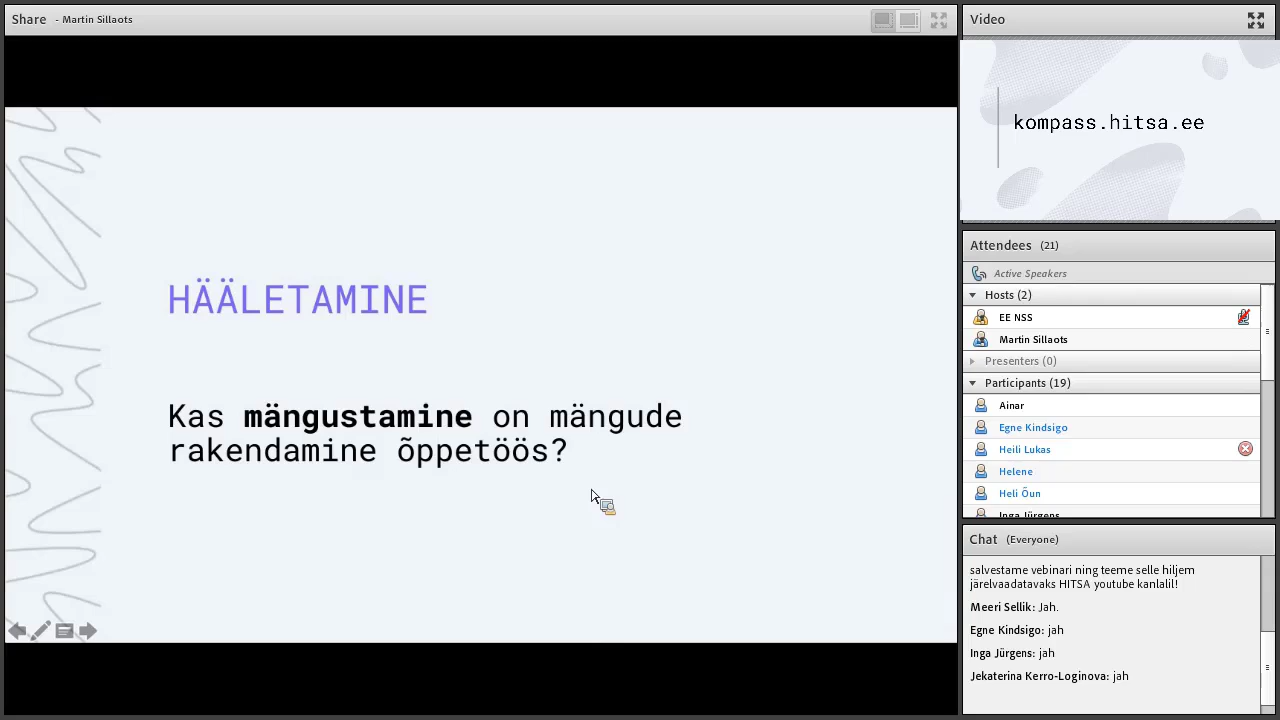 Share - Martin Sillaots
HÄÄLETAMINE
Kas mängustamine on mängude
rakendamine õppetöös?
Video
kompass.hitsa.ee
Attendees (21)
Active Speakers
Hosts (2)
EE NSS
Martin Sillaots
Presenters (0)
Participants (19)
Ainar
Egne Kindsigo
Heili Lukas
Helene
Heli Õun
Inga Jürgens
Chat (Everyone)
salvestame vebinari ning teeme selle hiljem
järelvaadatavaks HITSA youtube kanlalil!
Meeri Sellik: Jah.
Egne Kindsigo: jah
Inga Jürgens: jah
Jekaterina Kerro-Loginova: jah